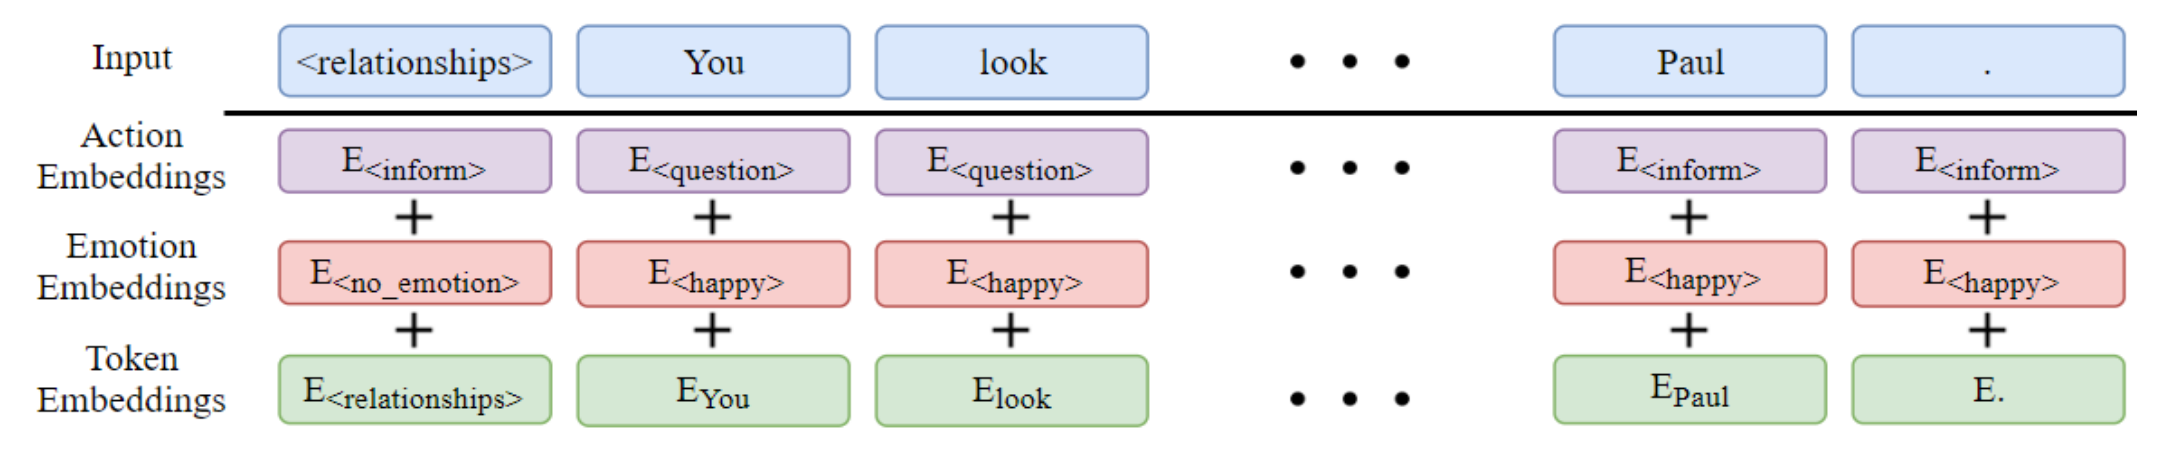 Input <relationships> You look • • • Paul .
Action Embeddings E<inform> E<question> E<question> • • • E<inform> E<inform>
+ + + + +
Emotion Embeddings E<no_emotion> E<happy> E<happy> • • • E<happy> E<happy>
+ + + + +
Token Embeddings E<relationships> EYou Elook • • • EPaul E.